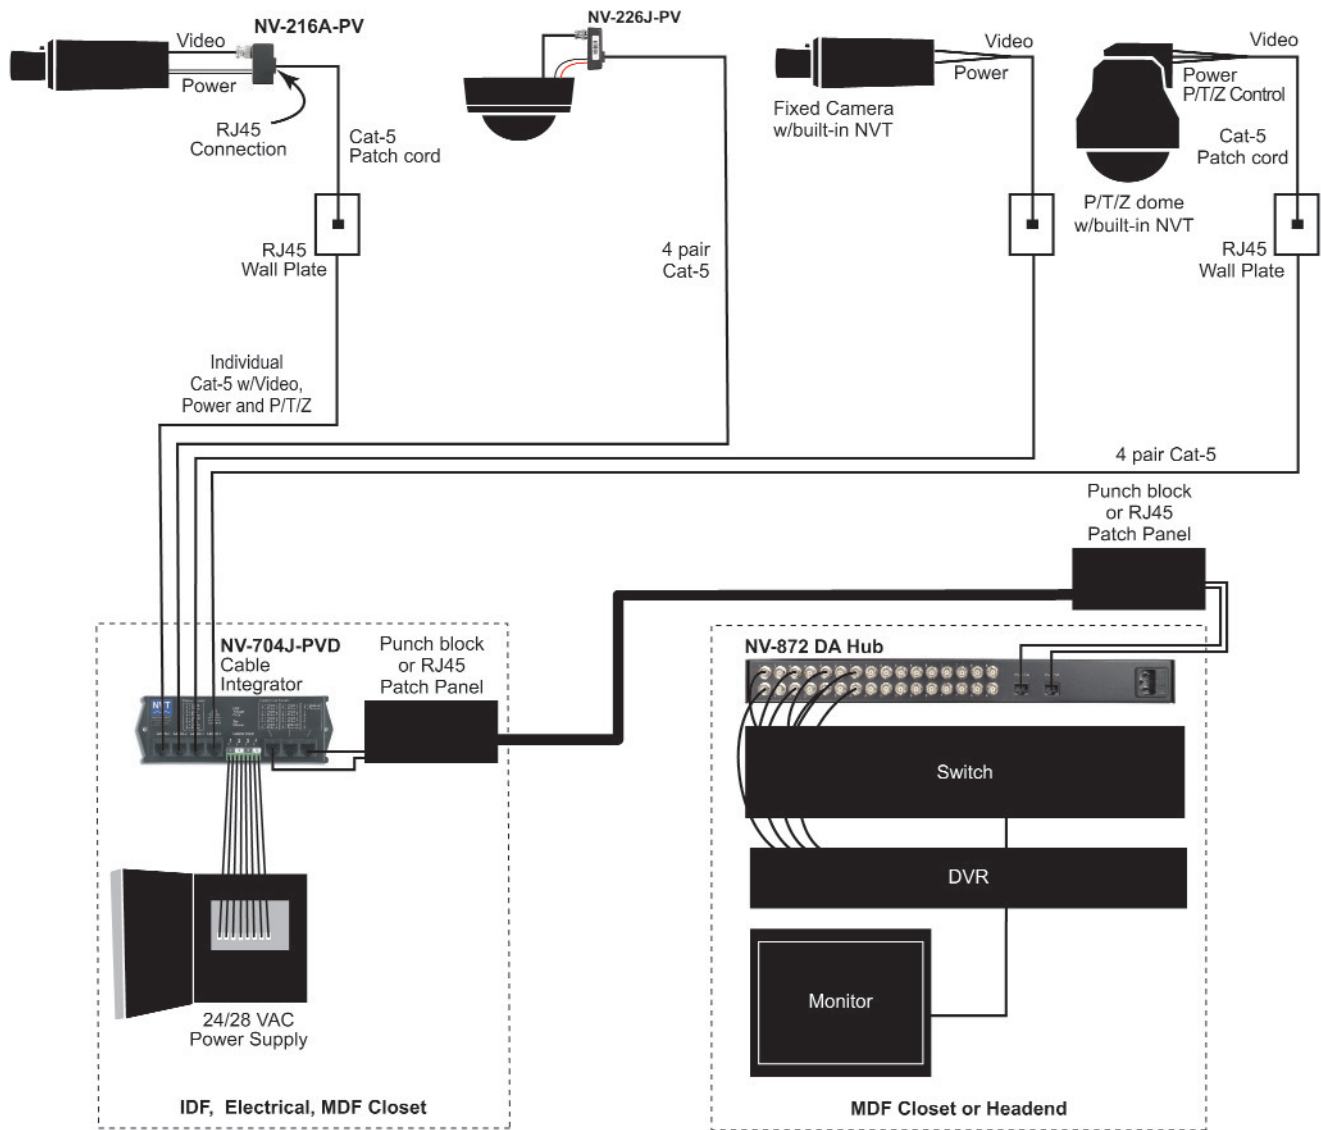 NV-216A-PV
Video
Power
RJ45
Connection
Cat-5
Patch cord
RJ45
Wall Plate
NV-226J-PV
4 pair
Cat-5
Video
Power
Fixed Camera
w/built-in NVT
Video
Power
P/T/Z Control
Cat-5
Patch cord
P/T/Z dome
w/built-in NVT
RJ45
Wall Plate
Individual
Cat-5 w/Video,
Power and P/T/Z
4 pair Cat-5
Punch block
or RJ45
Patch Panel
NV-704J-PVD
Cable
Integrator
Punch block
or RJ45
Patch Panel
NVT
NV-872 DA Hub
Switch
DVR
Monitor
24/28 VAC
Power Supply
IDF, Electrical, MDF Closet
MDF Closet or Headend